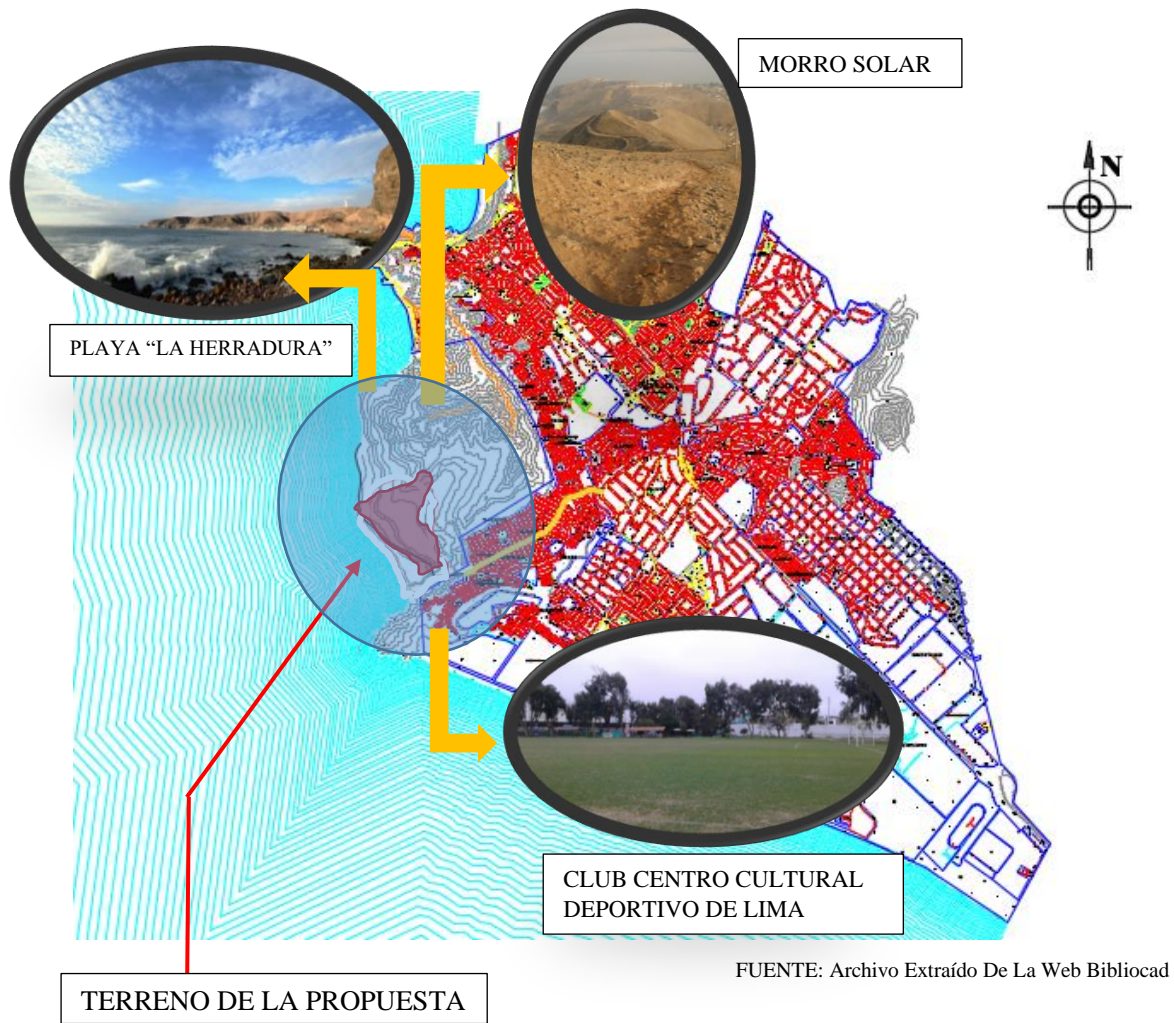 MORRO SOLAR
N
PLAYA “LA HERRADURA”
CLUB CENTRO CULTURAL
DEPORTIVO DE LIMA
FUENTE: Archivo Extraído De La Web Bibliocad
TERRENO DE LA PROPUESTA